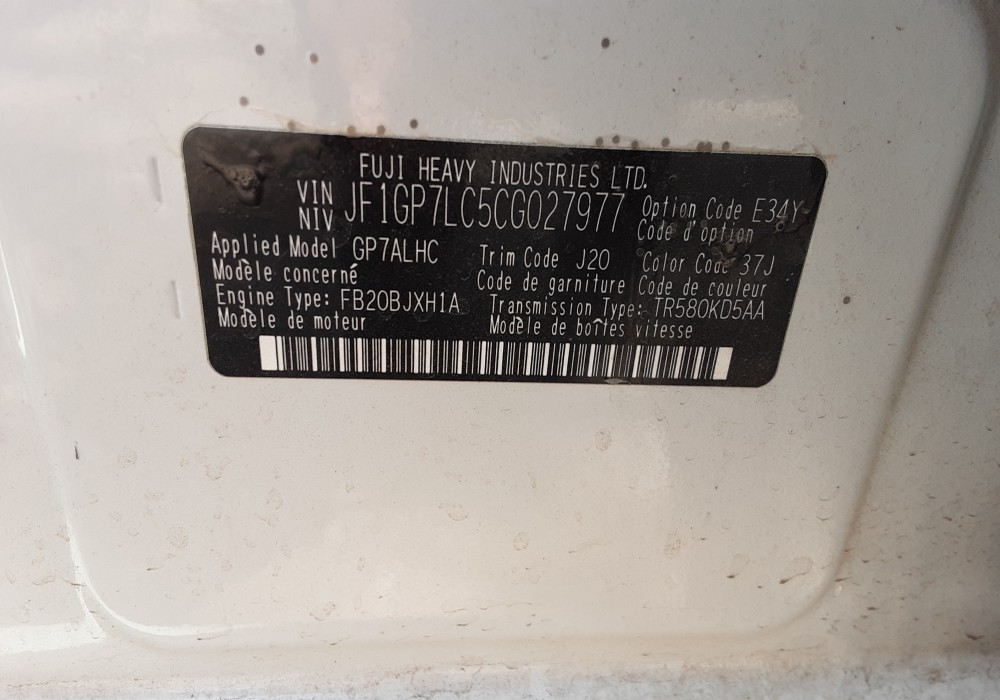 FUJI HEAVY INDUSTRIES LTD.
VIN
NIV JF1GP7LC5CG027977
Option Code E34Y
Code d'option
Applied Model GP7ALHC Trim Code J20 Color Code 37J
Modèle concerné Code de garniture Code de couleur
Engine Type: FB20BJXH1A Transmission Type: TR580KD5AA
Modèle de moteur Modèle de boîtes vitesse